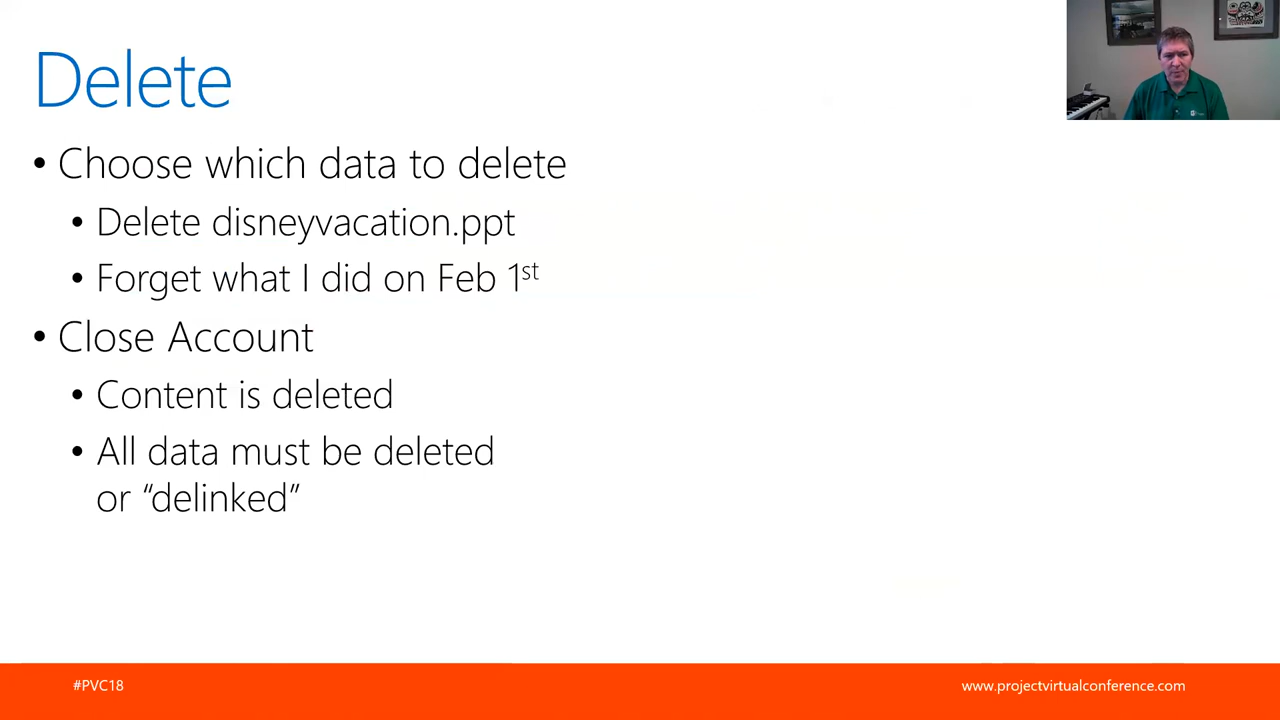 Delete
• Choose which data to delete
• Delete disneyvacation.ppt
• Forget what I did on Feb 1st
• Close Account
• Content is deleted
• All data must be deleted
or “delinked”
#PVC18
www.projectvirtualconference.com